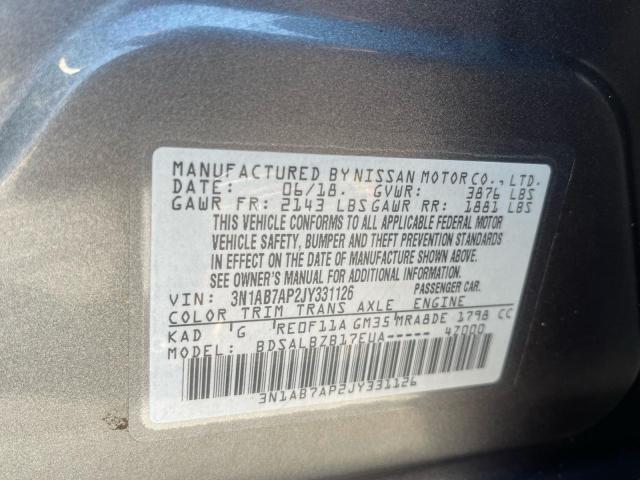 MANUFACTURED BY NISSAN MOTOR CO., LTD.
DATE: 06/18. GVWR: 3876 LBS
GAWR FR: 2143 LBS GAWR RR: 1881 LBS
THIS VEHICLE CONFORMS TO ALL APPLICABLE FEDERAL MOTOR
VEHICLE SAFETY, BUMPER AND THEFT PREVENTION STANDARDS
IN EFFECT ON THE DATE OF MANUFACTURE SHOWN ABOVE.
SEE OWNER'S MANUAL FOR ADDITIONAL INFORMATION.
VIN: 3N1AB7AP2JY331126 PASSENGER CAR.
COLOR TRIM TRANS AXLE ENGINE
KAD G RE0F11A GM35 MRA8DE 1798 CC
MODEL: BDSALBZB17EUA---- 47000
3N1AB7AP2JY331126